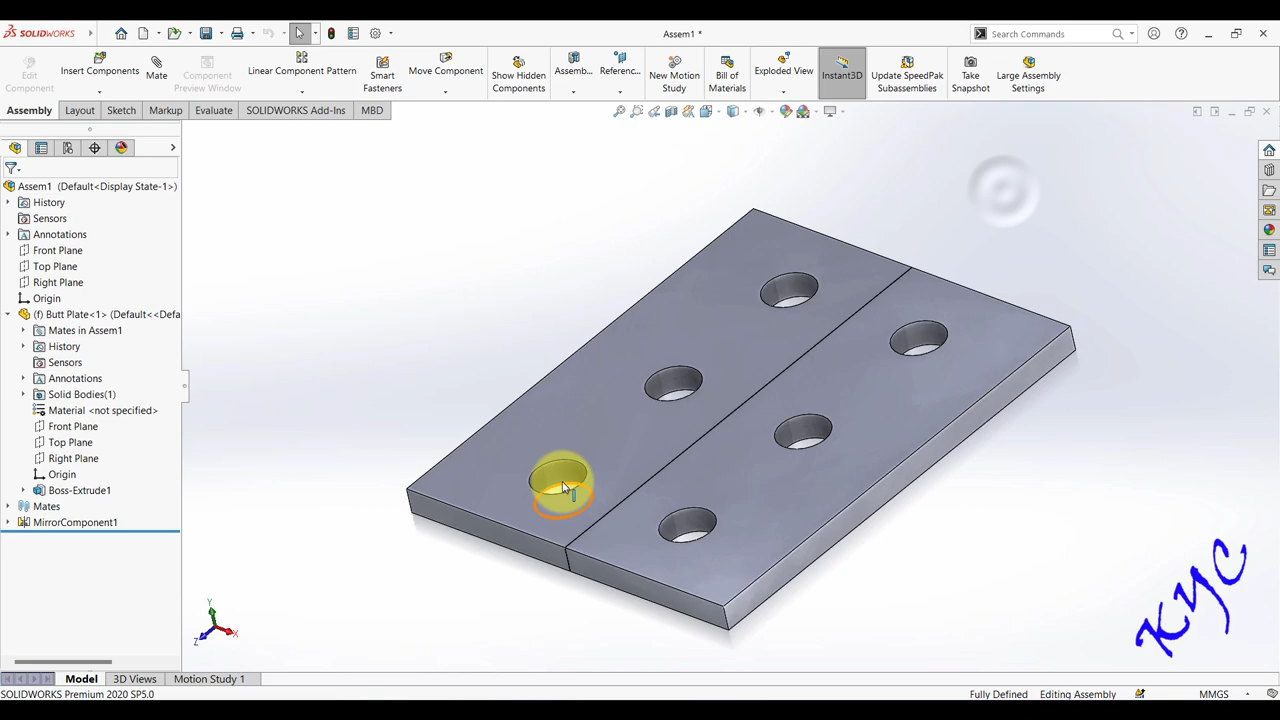 SOLIDWORKS
Assem1 *
Search Commands
Edit Component
Insert Components
Mate
Component Preview Window
Linear Component Pattern
Smart Fasteners
Move Component
Show Hidden Components
Assemb...
Referenc...
New Motion Study
Bill of Materials
Exploded View
Instant3D
Update SpeedPak Subassemblies
Take Snapshot
Large Assembly Settings
Assembly
Layout
Sketch
Markup
Evaluate
SOLIDWORKS Add-Ins
MBD
Assem1 (Default<Display State-1>)
History
Sensors
Annotations
Front Plane
Top Plane
Right Plane
Origin
(f) Butt Plate<1> (Default<<Defa
Mates in Assem1
History
Sensors
Annotations
Solid Bodies(1)
Material <not specified>
Front Plane
Top Plane
Right Plane
Origin
Boss-Extrude1
Mates
MirrorComponent1
Y
X
Z
KYC
Model
3D Views
Motion Study 1
SOLIDWORKS Premium 2020 SP5.0
Fully Defined
Editing Assembly
MMGS